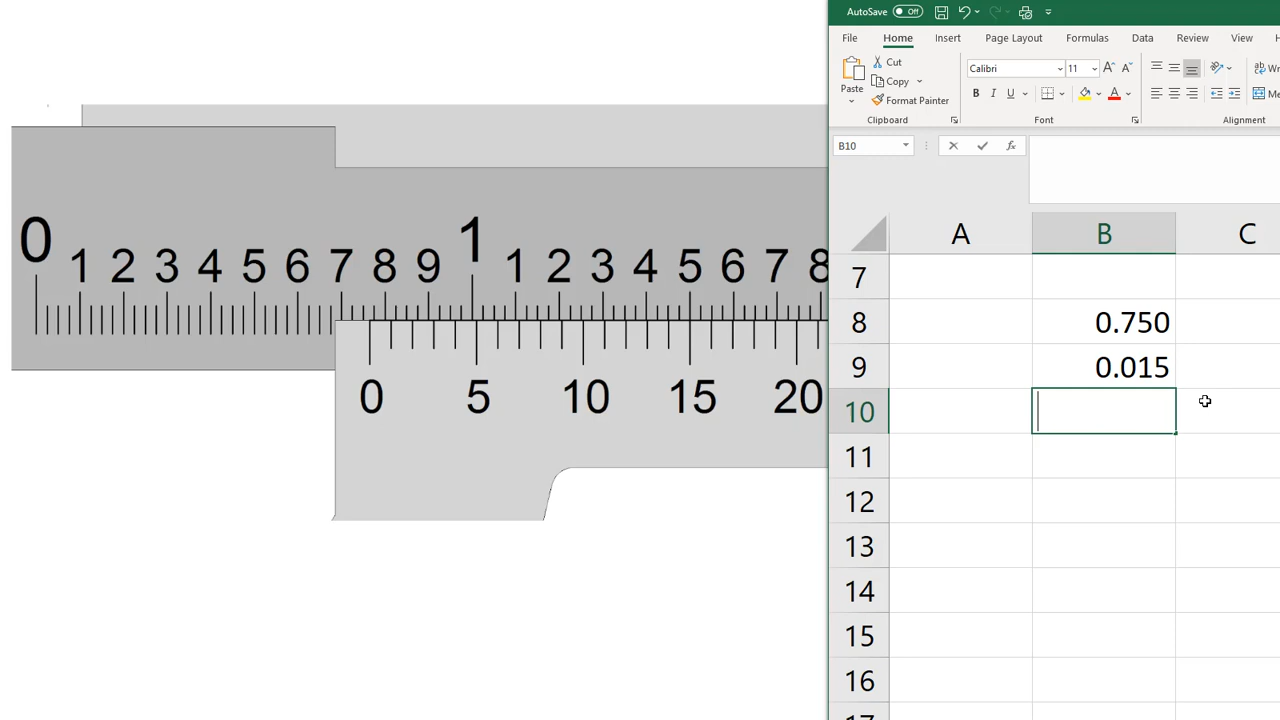 AutoSave Off
File Home Insert Page Layout Formulas Data Review View
Paste
Cut
Copy
Format Painter
Clipboard
Calibri 11
B I U
Font
Alignment
B10
fx
A B C
7
8 0.750
9 0.015
10
11
12
13
14
15
16
0 1 2 3 4 5 6 7 8 9 1 1 2 3 4 5 6 7 8
0 5 10 15 20